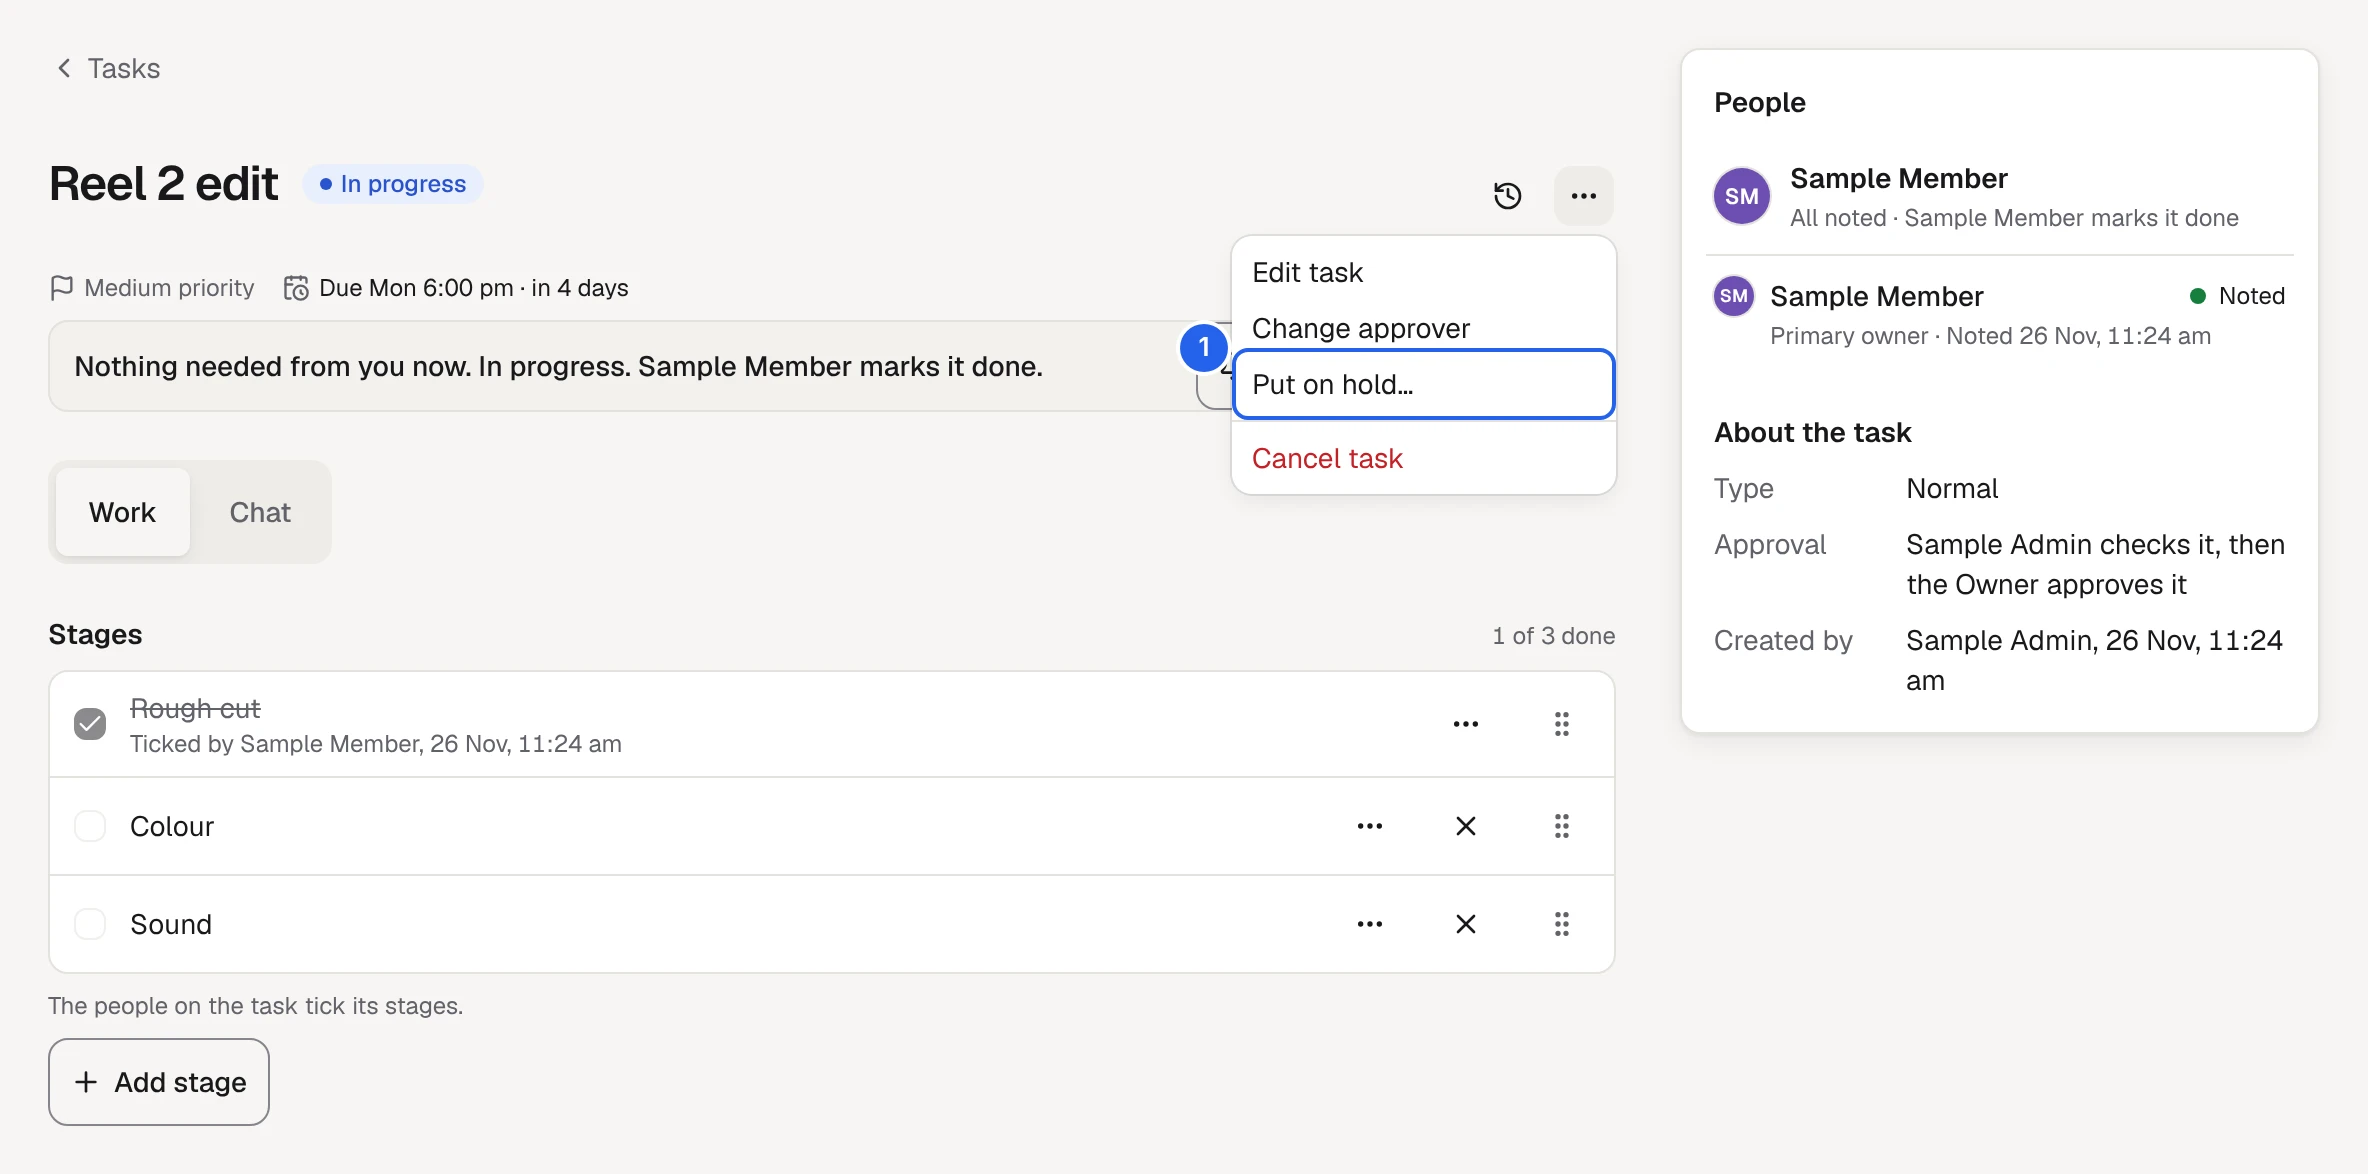 Tasks
Reel 2 edit
In progress
Medium priority
Due Mon 6:00 pm · in 4 days
Nothing needed from you now. In progress. Sample Member marks it done.
Edit task
Change approver
1
Put on hold...
Cancel task
Work
Chat
Stages
1 of 3 done
Rough cut
Ticked by Sample Member, 26 Nov, 11:24 am
Colour
Sound
The people on the task tick its stages.
Add stage
People
SM
Sample Member
All noted · Sample Member marks it done
SM
Sample Member
Noted
Primary owner · Noted 26 Nov, 11:24 am
About the task
Type
Normal
Approval
Sample Admin checks it, then
the Owner approves it
Created by
Sample Admin, 26 Nov, 11:24
am